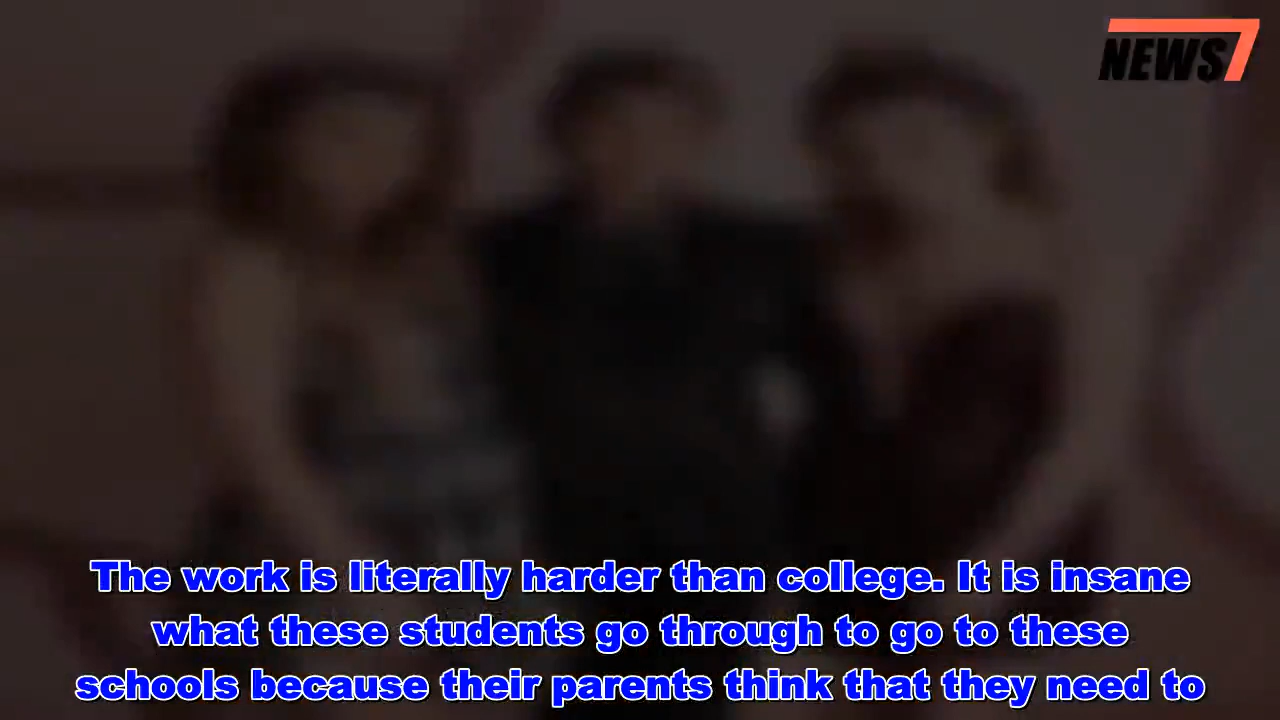 NEWS7
The work is literally harder than college. It is insane
what these students go through to go to these
schools because their parents think that they need to